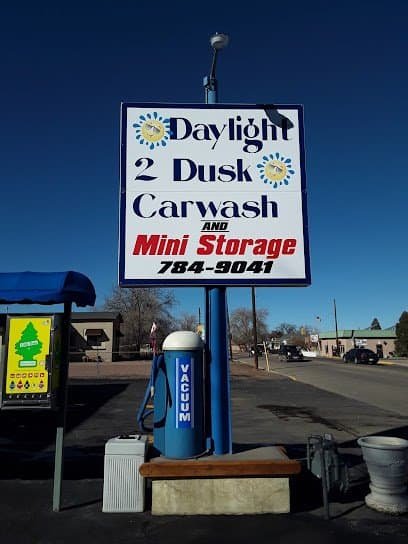 Daylight
2 Dusk
Carwash
AND
Mini Storage
784-9041
VACUUM